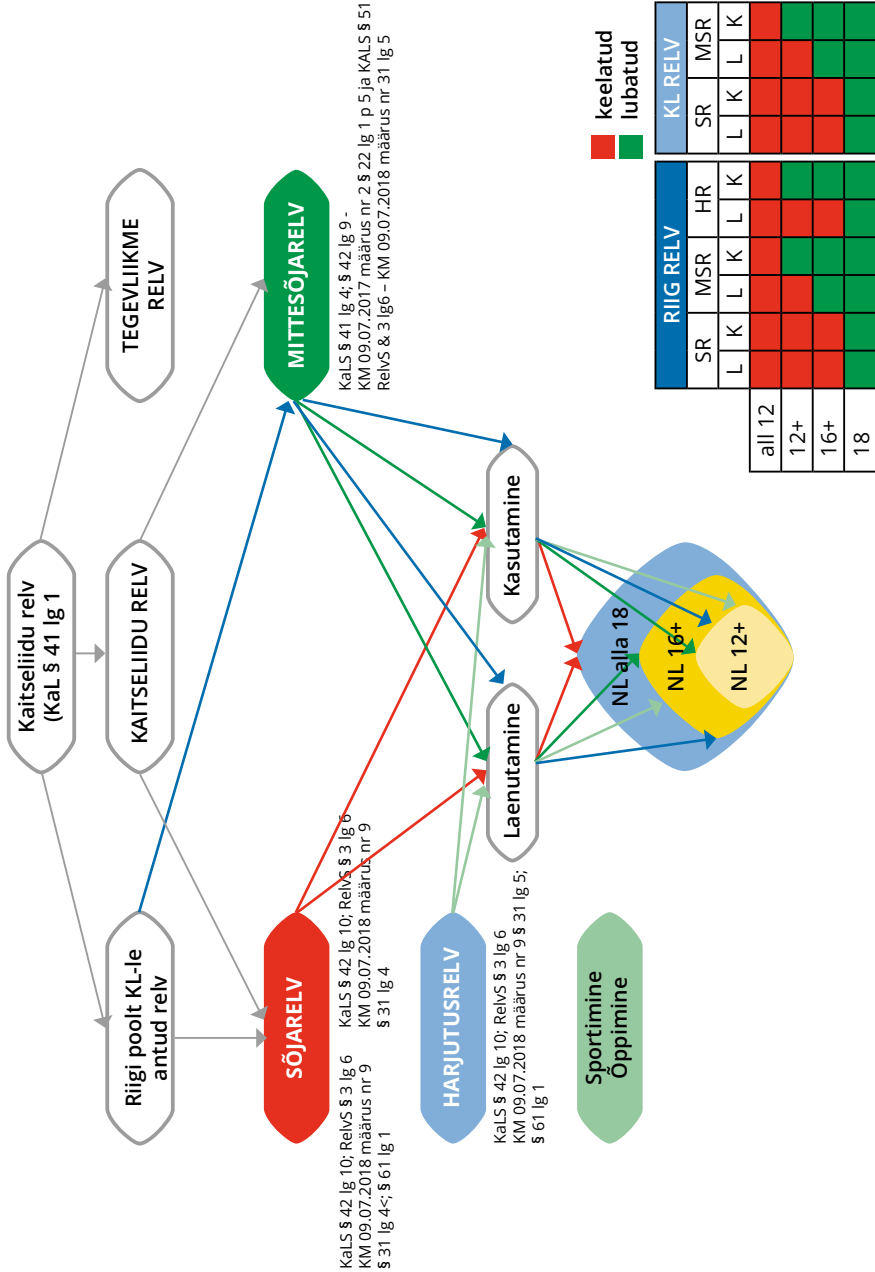 Kaitseliidu relv
(KaL § 41 lg 1
Riigi poolt KL-le
antud relv
KAITSELIIDU RELV
TEGEVLIIKME
RELV
SÕJARELV
MITTESÕJARELV
KaLS § 42 lg 10; RelvS § 3 lg 6
KM 09.07.2018 määrus nr 9
§ 31 lg 4<; § 61 lg 1
KaLS § 42 lg 10; RelvS § 3 lg 6
KM 09.07.2018 määrus nr 9
§ 31 lg 4
KaLS § 41 lg 4; § 42 lg 9 -
KM 09.07.2017 määrus nr 2 § 22 lg 1 p 5 ja KALS § 51
RelvS & 3 lg6 – KM 09.07.2018 määrus nr 31 lg 5
HARJUTUSRELV
KaLS § 42 lg 10; RelvS § 3 lg 6
KM 09.07.2018 määrus nr 9 § 31 lg 5;
§ 61 lg 1
Laenutamine
Kasutamine
Sportimine
Õppimine
NL alla 18
NL 16+
NL 12+
keelatud
lubatud
RIIG RELV KL RELV
SR MSR HR SR MSR
L K L K L K L K L K
all 12
12+
16+
18